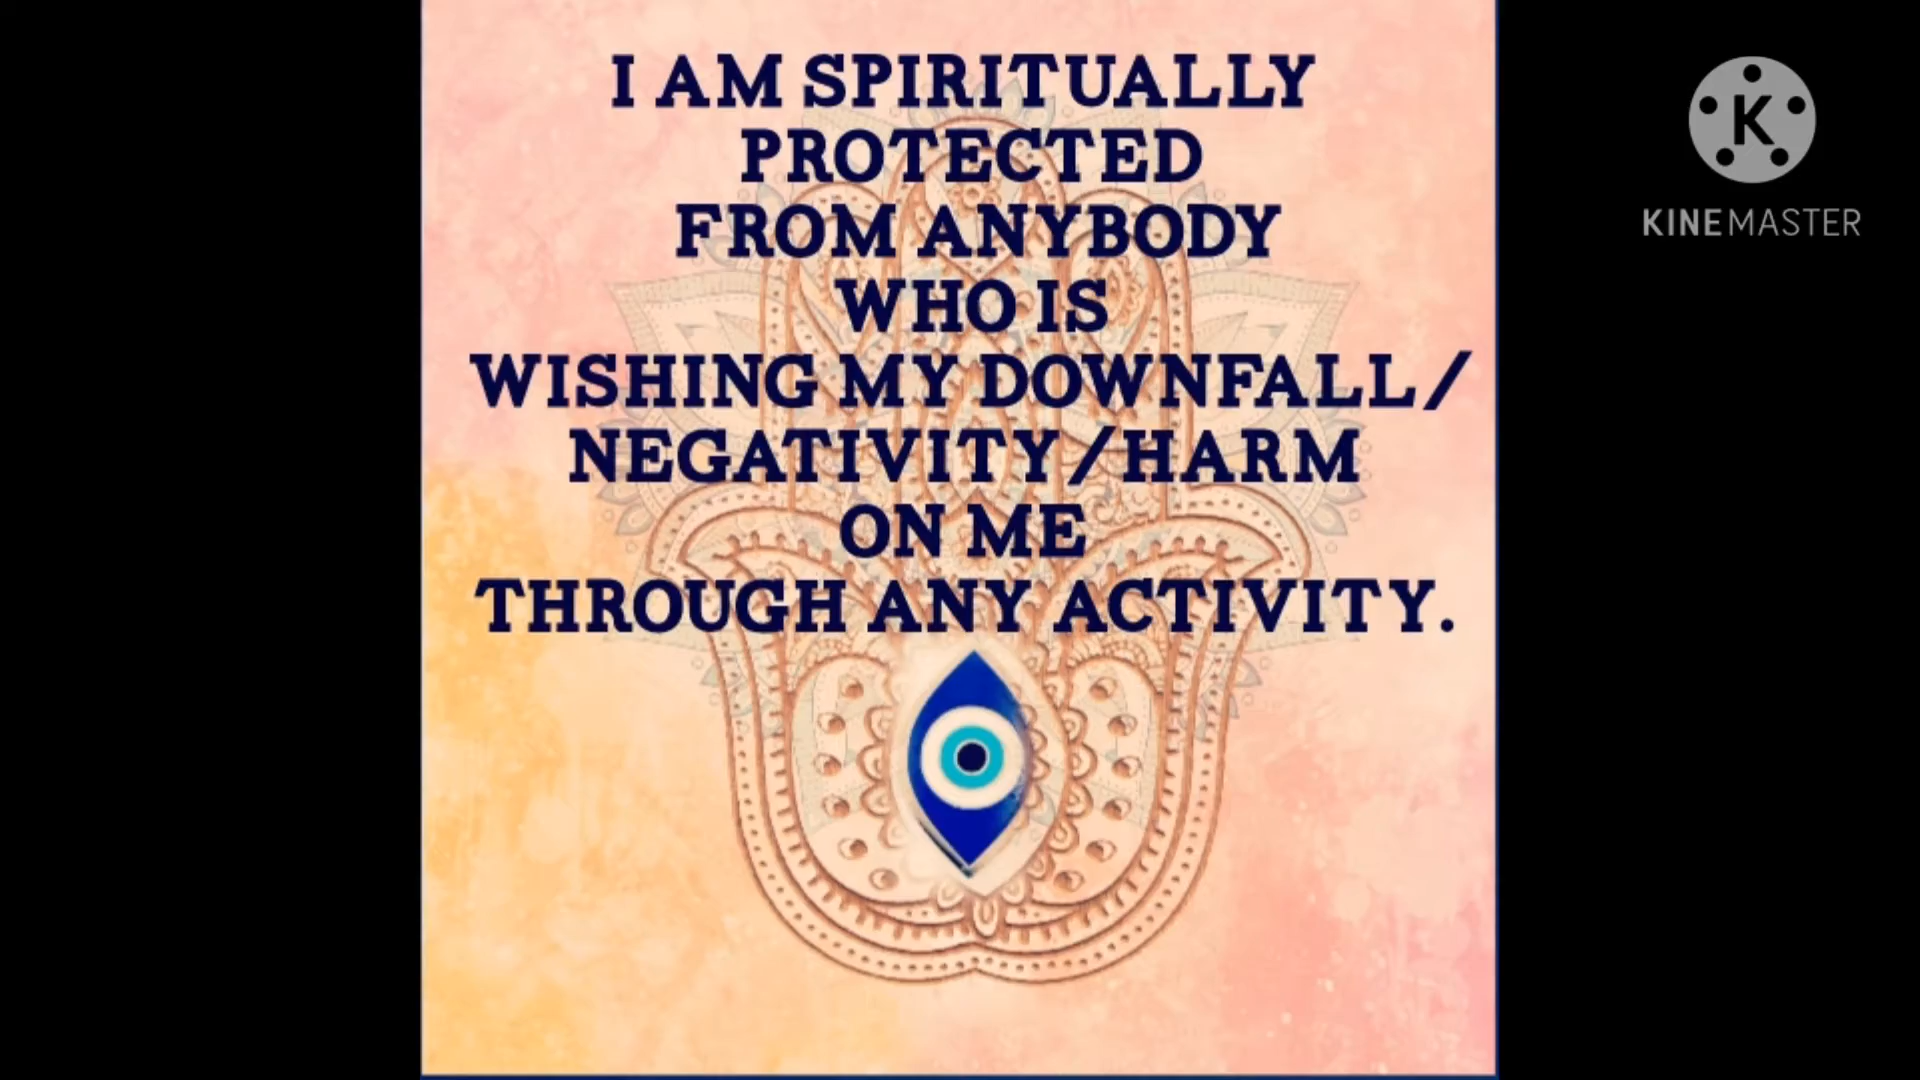 I AM SPIRITUALLY
PROTECTED
FROM ANYBODY
WHO IS
WISHING MY DOWNFALL/
NEGATIVITY/HARM
ON ME
THROUGH ANY ACTIVITY.
K
KINEMASTER